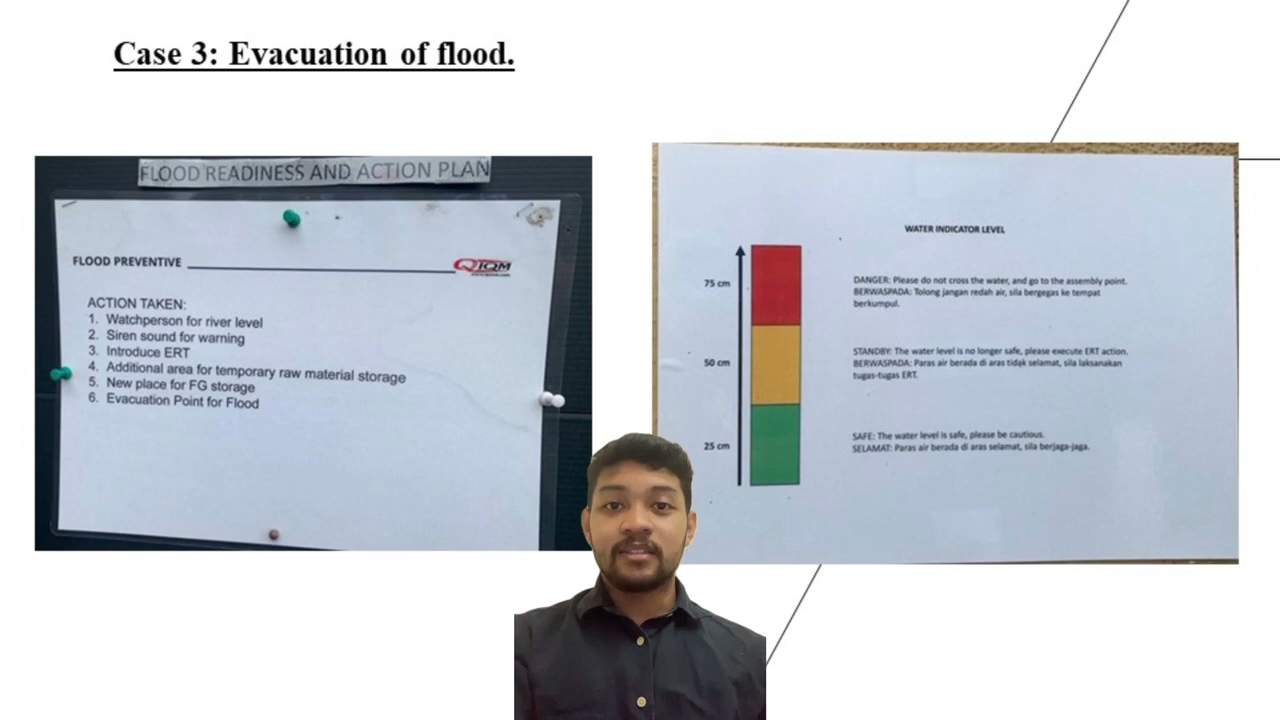 Case 3: Evacuation of flood.
FLOOD READINESS AND ACTION PLAN
FLOOD PREVENTIVE
QTIQM
ACTION TAKEN:
1. Watchperson for river level
2. Siren sound for warning
3. Introduce ERT
4. Additional area for temporary raw material storage
5. New place for FG storage
6. Evacuation Point for Flood
WATER INDICATOR LEVEL
75 cm
DANGER: Please do not cross the water, and go to the assembly point.
BERWASPADA: Tolong jangan redah air, sila bergegas ke tempat
berkumpul.
50 cm
STANDBY: The water level is no longer safe, please execute ERT action.
BERWASPADA: Paras air berada di aras tidak selamat, sila laksanakan
tugas-tugas ERT.
25 cm
SAFE: The water level is safe, please be cautious.
SELAMAT: Paras air berada di aras selamat, sila berjaga-jaga.